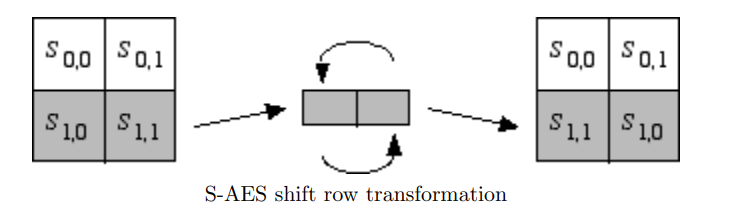 S0,0 S0,1 S0,0 S0,1
S1,0 S1,1 S1,1 S1,0
S-AES shift row transformation